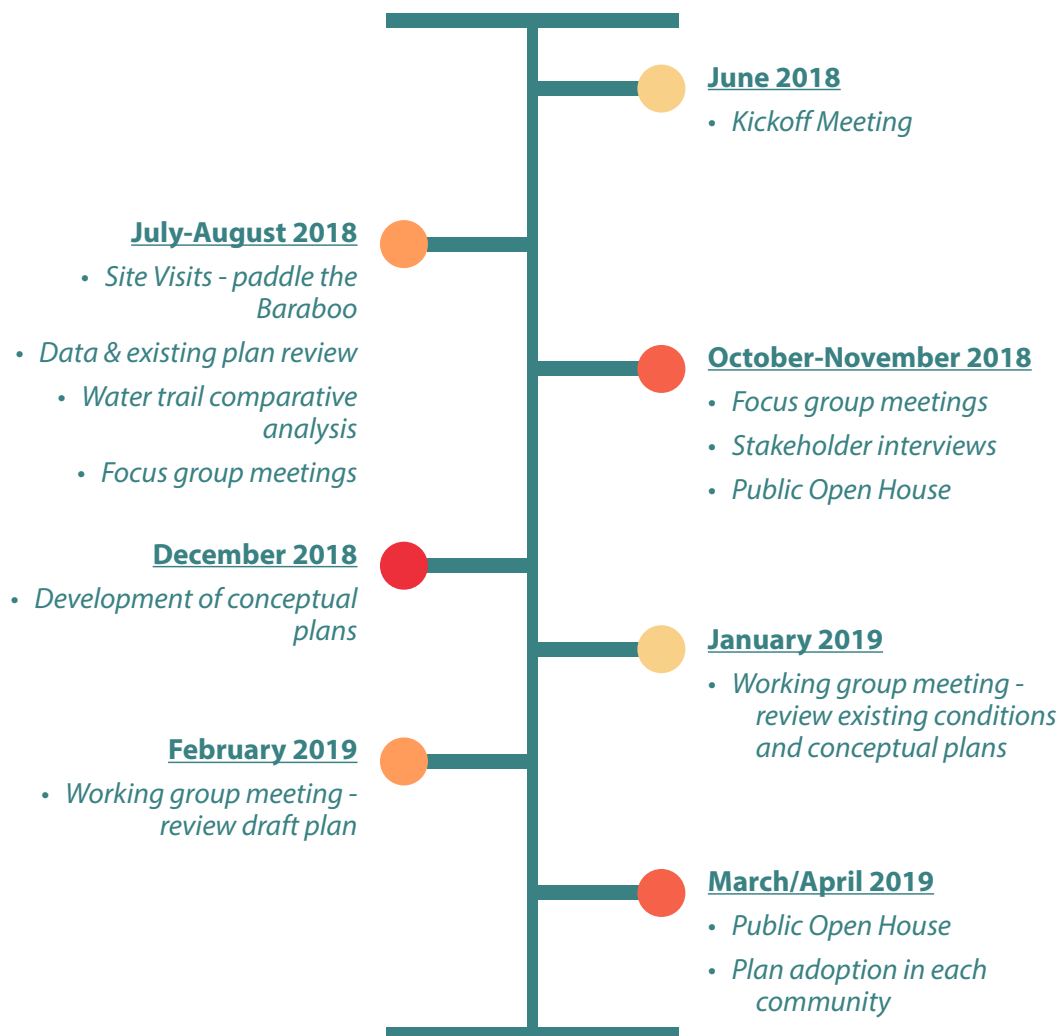 June 2018
• Kickoff Meeting
July-August 2018
• Site Visits - paddle the
Baraboo
• Data & existing plan review
• Water trail comparative
analysis
• Focus group meetings
October-November 2018
• Focus group meetings
• Stakeholder interviews
• Public Open House
December 2018
• Development of conceptual
plans
January 2019
• Working group meeting -
review existing conditions
and conceptual plans
February 2019
• Working group meeting -
review draft plan
March/April 2019
• Public Open House
• Plan adoption in each
community